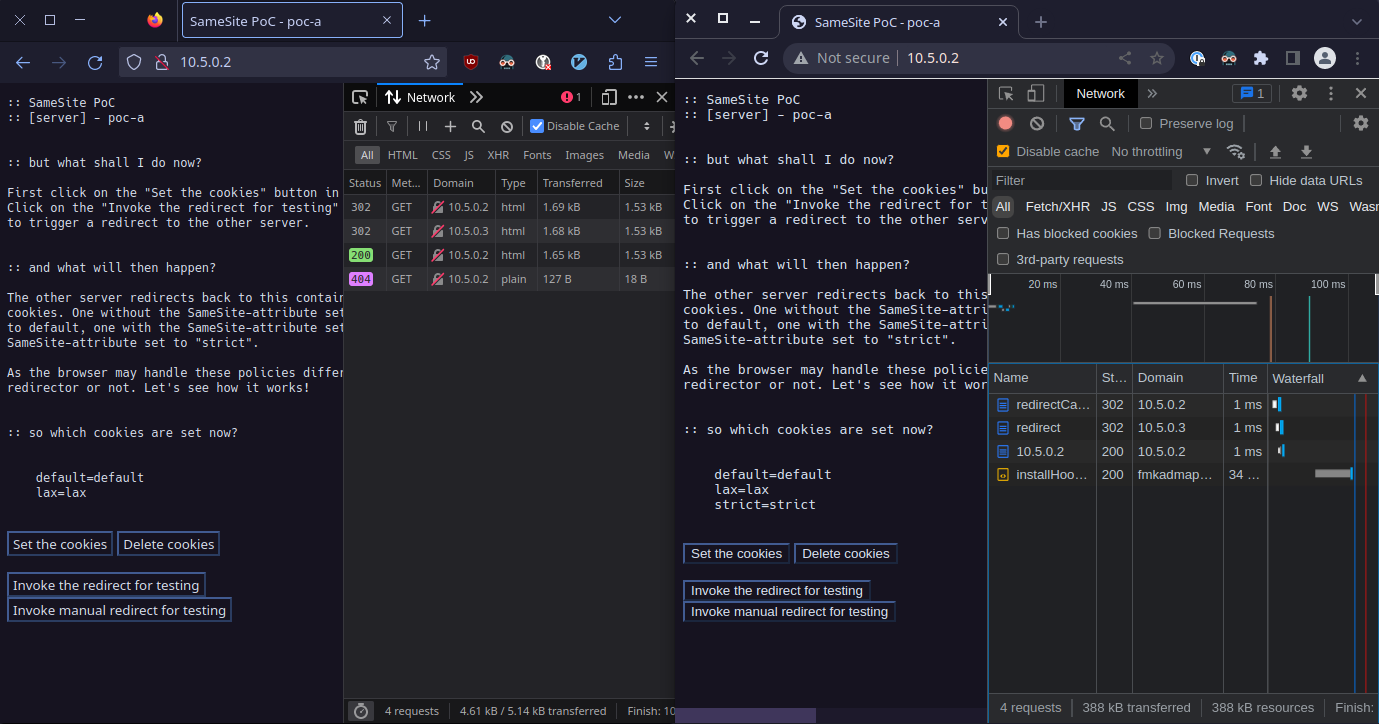 SameSite PoC - poc-a
10.5.0.2
:: SameSite PoC
:: [server] - poc-a
:: but what shall I do now?
First click on the "Set the cookies" button in
Click on the "Invoke the redirect for testing"
to trigger a redirect to the other server.
:: and what will then happen?
The other server redirects back to this contain
cookies. One without the SameSite-attribute set
to default, one with the SameSite-attribute set
SameSite-attribute set to "strict".
As the browser may handle these policies differ
redirector or not. Let's see how it works!
:: so which cookies are set now?
default=default
lax=lax
Set the cookies Delete cookies
Invoke the redirect for testing
Invoke manual redirect for testing
Network 1
Disable Cache
All HTML CSS JS XHR Fonts Images Media W
Status Met... Domain Type Transferred Size
302 GET 10.5.0.2 html 1.69 kB 1.53 kB
302 GET 10.5.0.3 html 1.68 kB 1.53 kB
200 GET 10.5.0.2 html 1.65 kB 1.53 kB
404 GET 10.5.0.2 plain 127 B 18 B
4 requests 4.61 kB / 5.14 kB transferred Finish: 10
SameSite PoC - poc-a
Not secure 10.5.0.2
:: SameSite PoC
:: [server] - poc-a
:: but what shall I do now?
First click on the "Set the cookies" bu
Click on the "Invoke the redirect for t
to trigger a redirect to the other serv
:: and what will then happen?
The other server redirects back to this
cookies. One without the SameSite-attri
to default, one with the SameSite-attri
SameSite-attribute set to "strict".
As the browser may handle these policie
redirector or not. Let's see how it wor
:: so which cookies are set now?
default=default
lax=lax
strict=strict
Set the cookies Delete cookies
Invoke the redirect for testing
Invoke manual redirect for testing
Network 1
Preserve log
Disable cache No throttling
Filter Invert Hide data URLs
All Fetch/XHR JS CSS Img Media Font Doc WS Wasm
Has blocked cookies Blocked Requests
3rd-party requests
20 ms 40 ms 60 ms 80 ms 100 ms
Name St... Domain Time Waterfall
redirectCa... 302 10.5.0.2 1 ms
redirect 302 10.5.0.3 1 ms
10.5.0.2 200 10.5.0.2 1 ms
installHoo... 200 fmkadmap... 34 ...
4 requests 388 kB transferred 388 kB resources Finish: